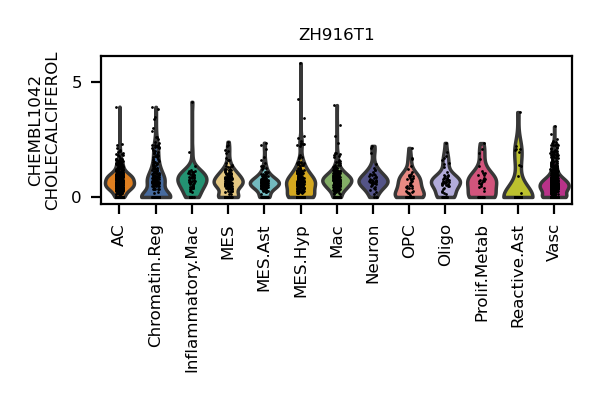 ZH916T1
CHEMBL1042
CHOLECALCIFEROL
5
0
AC
Chromatin.Reg
Inflammatory.Mac
MES
MES.Ast
MES.Hyp
Mac
Neuron
OPC
Oligo
Prolif.Metab
Reactive.Ast
Vasc